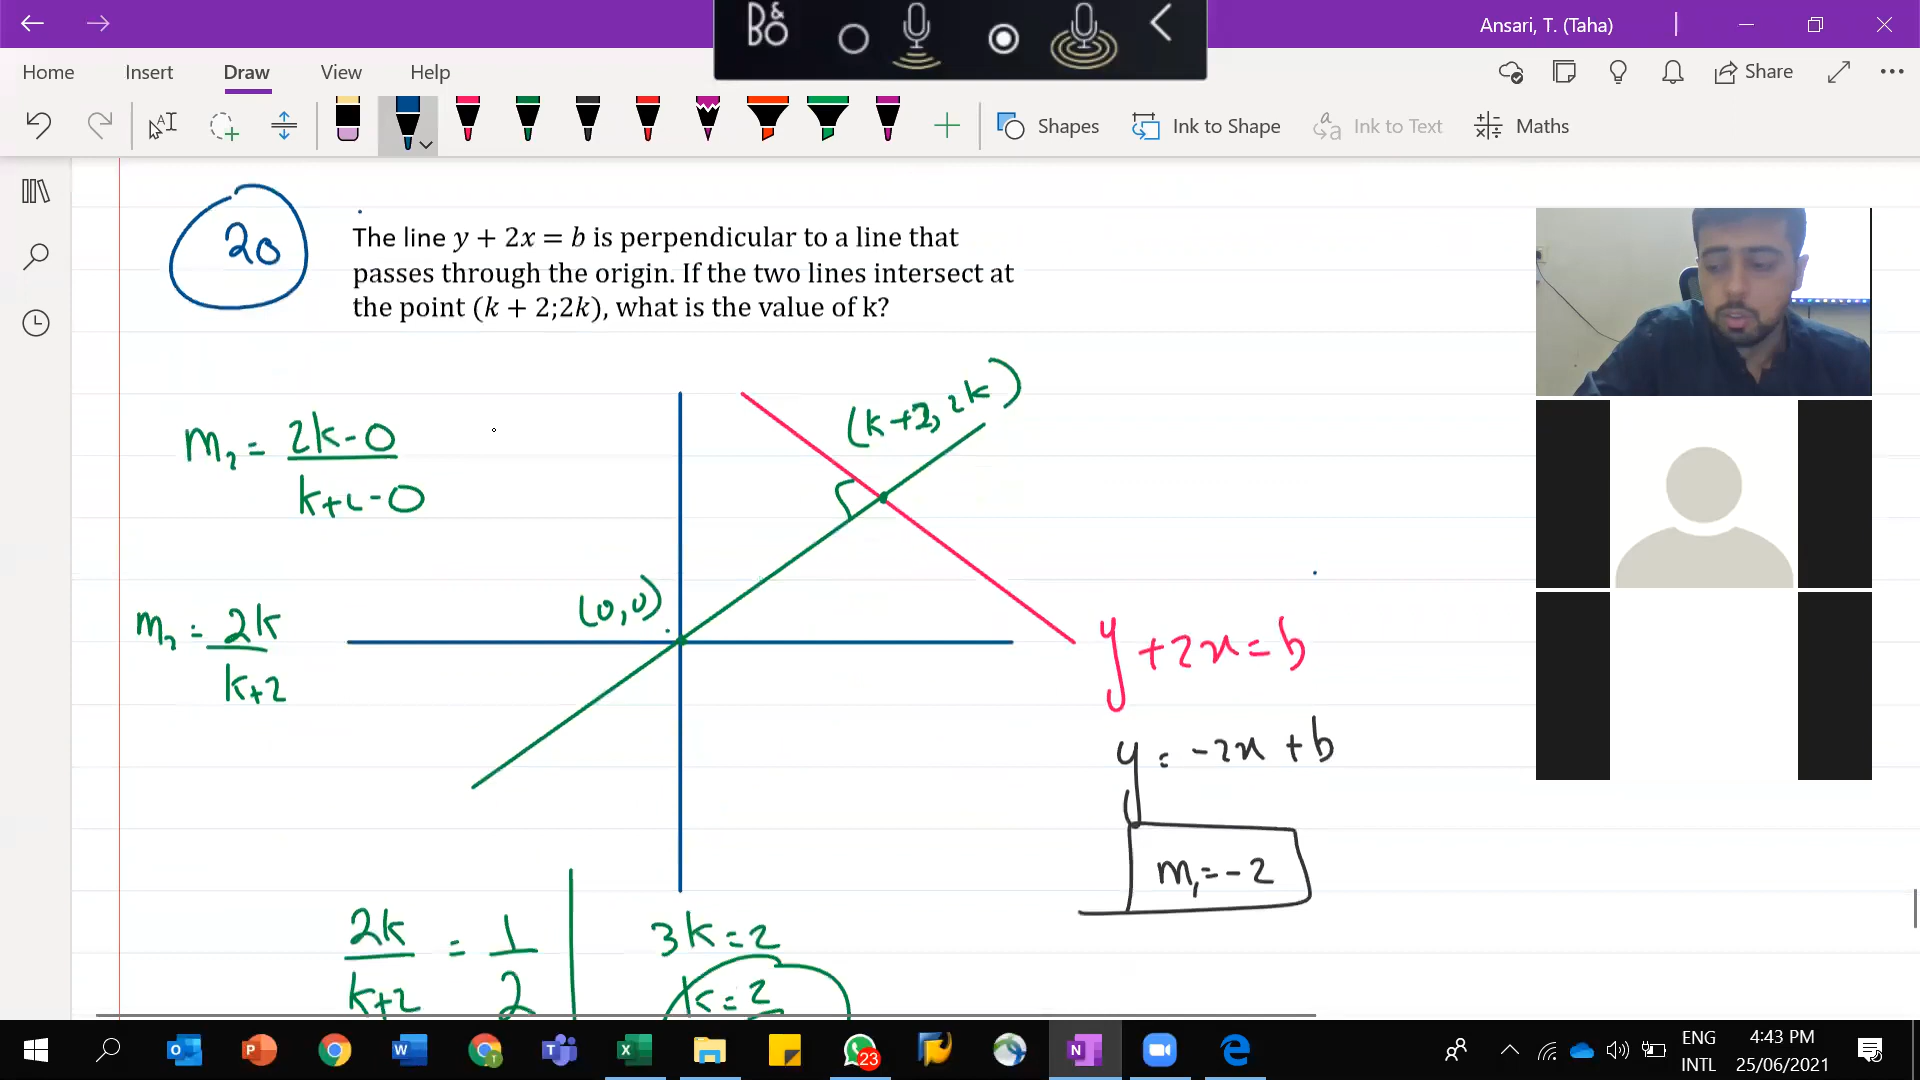 Ansari, T. (Taha)
B&O
Home Insert Draw View Help
Share
Shapes Ink to Shape Ink to Text Maths
20
The line y + 2x = b is perpendicular to a line that
passes through the origin. If the two lines intersect at
the point (k + 2;2k), what is the value of k?
(k+2, 2k)
m₂ = 2k-0
k+2-0
(0,0)
m₂ = 2k
k+2
y+2x=b
y = -2x + b
m₁=-2
2k = 1
k+2 2
3k=2
k=2
23
ENG
INTL
4:43 PM
25/06/2021